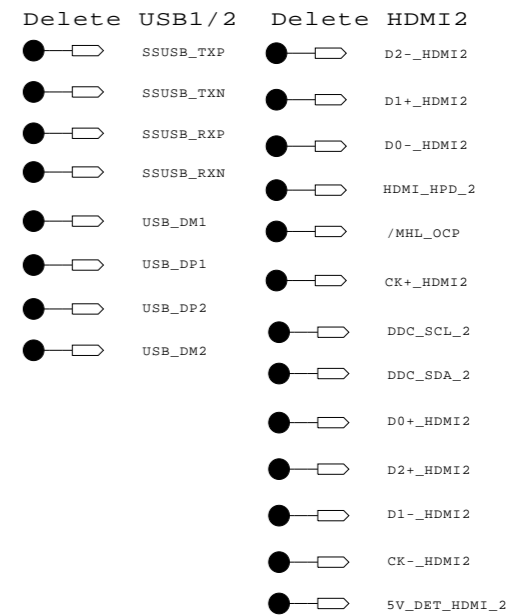 Delete USB1/2
SSUSB_TXP
SSUSB_TXN
SSUSB_RXP
SSUSB_RXN
USB_DM1
USB_DP1
USB_DP2
USB_DM2
Delete HDMI2
D2-_HDMI2
D1+_HDMI2
D0-_HDMI2
HDMI_HPD_2
/MHL_OCP
CK+_HDMI2
DDC_SCL_2
DDC_SDA_2
D0+_HDMI2
D2+_HDMI2
D1-_HDMI2
CK-_HDMI2
5V_DET_HDMI_2